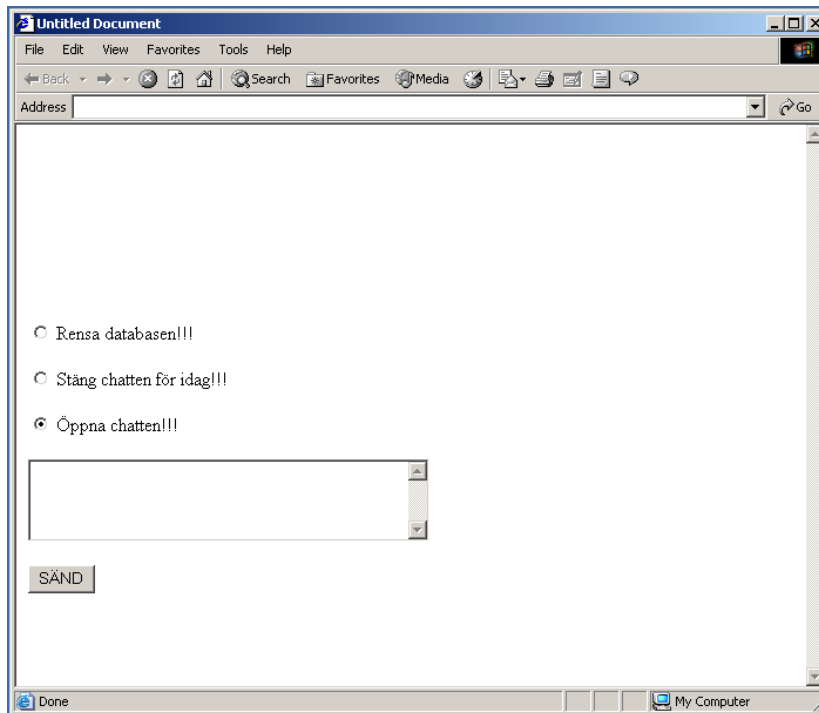 Untitled Document
File Edit View Favorites Tools Help
Back Search Favorites Media
Address Go
Rensa databasen!!!
Stäng chatten för idag!!!
Öppna chatten!!!
SÄND
Done My Computer